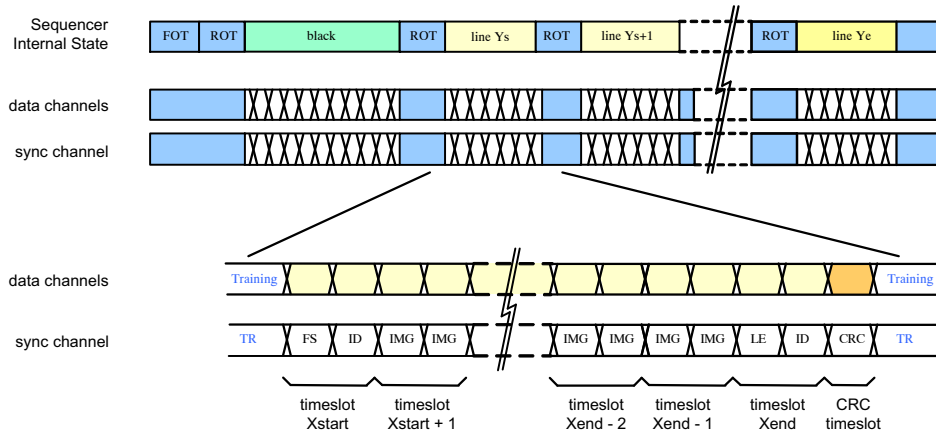 Sequencer
Internal State
FOT ROT black ROT line Ys ROT line Ys+1 ROT line Ye
data channels
sync channel
data channels
Training Training
sync channel
TR FS ID IMG IMG IMG IMG IMG IMG LE ID CRC TR
timeslot timeslot timeslot timeslot timeslot CRC
Xstart Xstart + 1 Xend - 2 Xend - 1 Xend timeslot